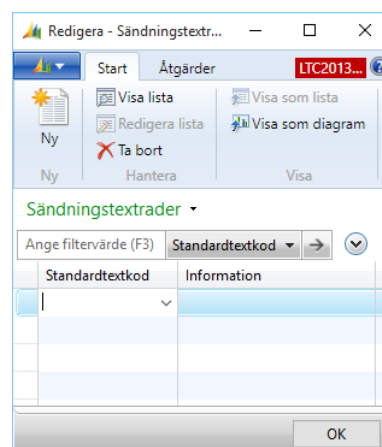 Redigera - Sändningstextr...
Start Åtgärder LTC2013...
Ny
Visa lista
Redigera lista
Ta bort
Visa som lista
Visa som diagram
Ny Hantera Visa
Sändningstextrader
Ange filtervärde (F3) Standardtextkod
Standardtextkod Information
OK